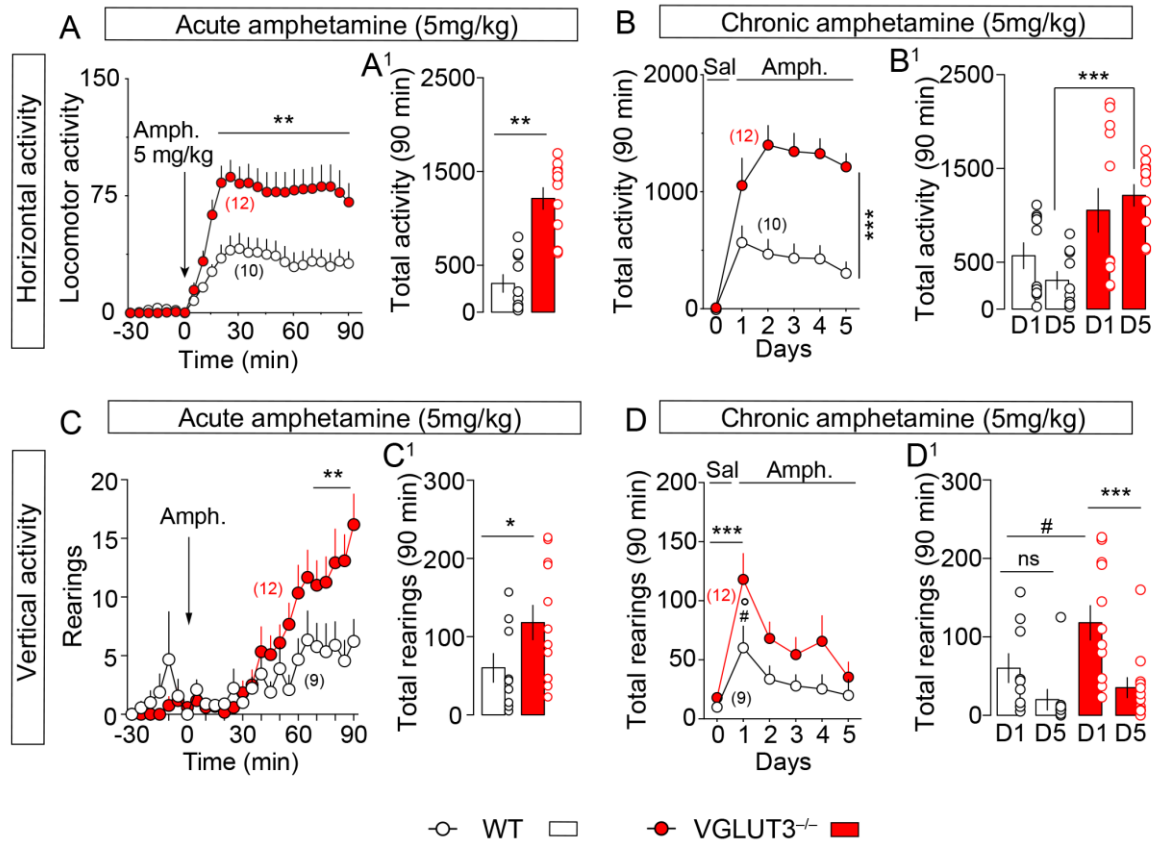 A
Acute amphetamine (5mg/kg)
Horizontal activity
Locomotor activity
150
75
0
Amph.
5 mg/kg
**
(12)
(10)
-30 0 30 60 90
Time (min)
A1
Total activity (90 min)
2500
1500
500
0
**
B
Chronic amphetamine (5mg/kg)
Sal Amph.
Total activity (90 min)
2000
1000
0
(12)
(10)
***
0 1 2 3 4 5
Days
B1
Total activity (90 min)
2500
1500
500
0
***
D1 D5 D1 D5
C
Acute amphetamine (5mg/kg)
Vertical activity
Rearings
20
15
10
5
0
Amph.
**
(12)
(9)
-30 0 30 60 90
Time (min)
C1
Total rearings (90 min)
300
200
100
0
*
D
Chronic amphetamine (5mg/kg)
Sal Amph.
Total rearings (90 min)
200
150
100
50
0
***
(12)
°
#
(9)
0 1 2 3 4 5
Days
D1
Total rearings (90 min)
300
200
100
0
***
#
ns
D1 D5 D1 D5
WT VGLUT3–/–